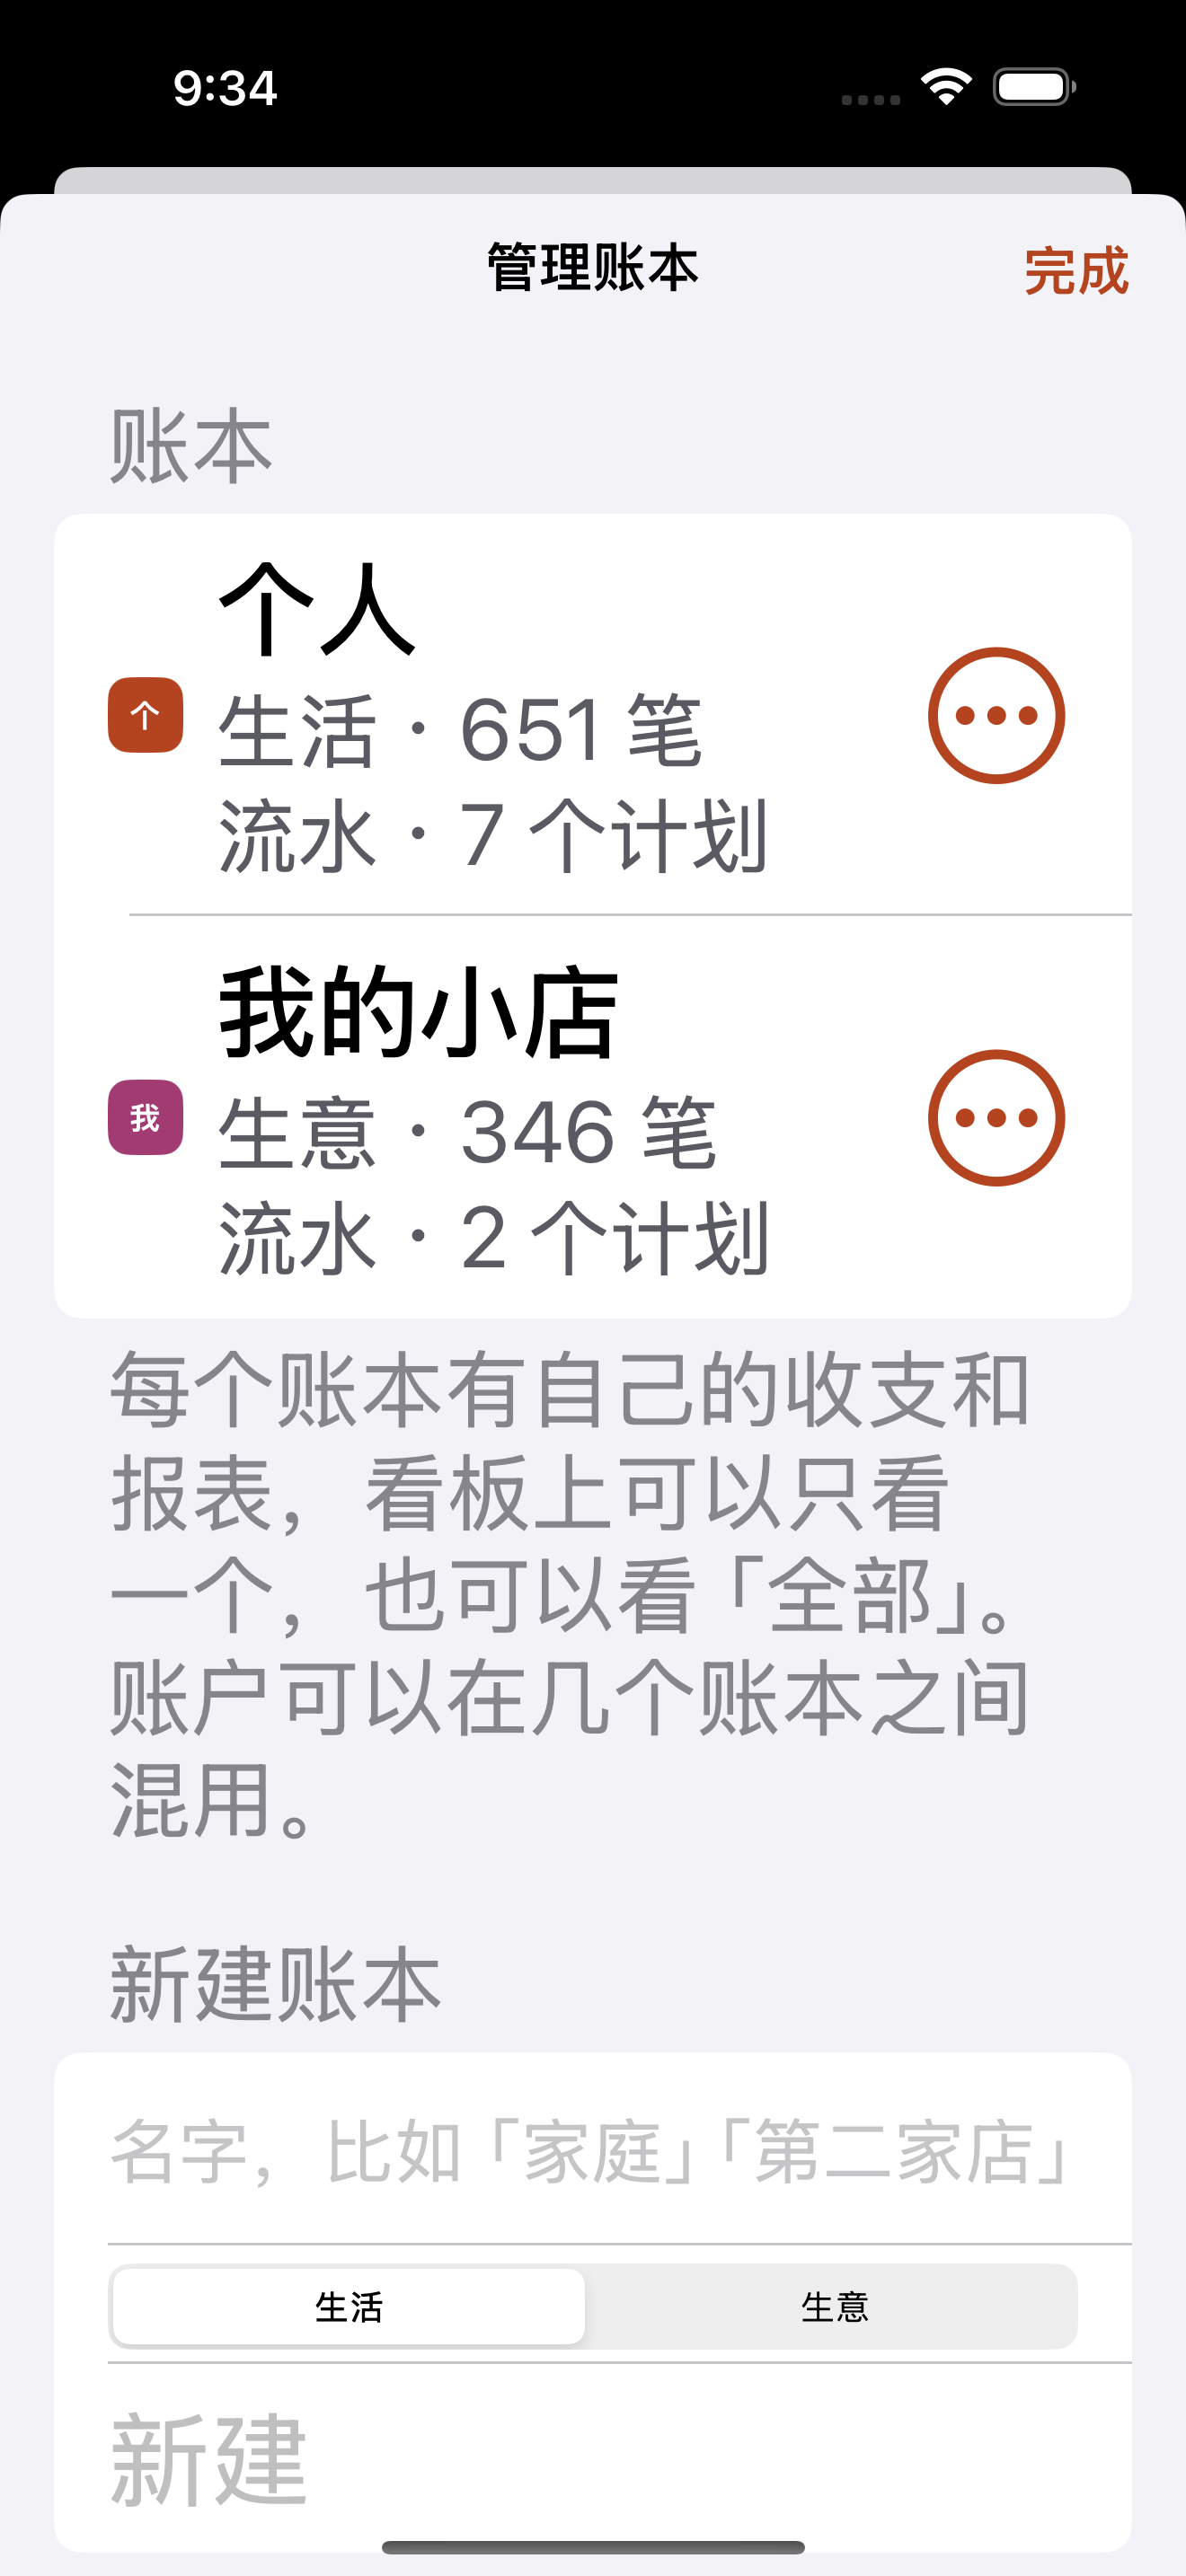 9:34
管理账本
完成
账本
个人
个
生活 · 651 笔
流水 · 7 个计划
我的小店
我
生意 · 346 笔
流水 · 2 个计划
每个账本有自己的收支和
报表，看板上可以只看
一个，也可以看「全部」。
账户可以在几个账本之间
混用。
新建账本
名字，比如「家庭」「第二家店」
生活
生意
新建